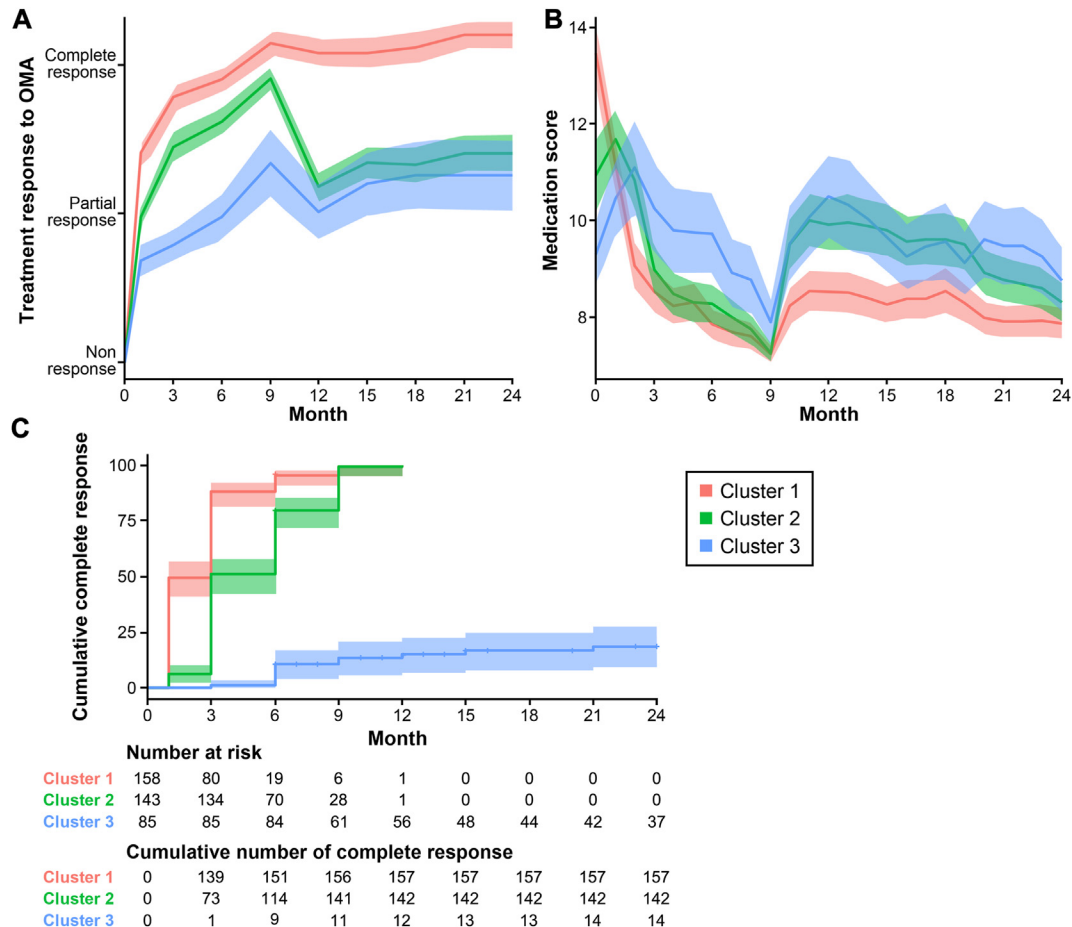 A
Treatment response to OMA
Complete
response
Partial
response
Non
response
0 3 6 9 12 15 18 21 24
Month
B
Medication score
14
12
10
8
0 3 6 9 12 15 18 21 24
Month
C
Cumulative complete response
100
75
50
25
0
0 3 6 9 12 15 18 21 24
Month
Cluster 1
Cluster 2
Cluster 3
Number at risk
Cluster 1 158 80 19 6 1 0 0 0 0
Cluster 2 143 134 70 28 1 0 0 0 0
Cluster 3 85 85 84 61 56 48 44 42 37
Cumulative number of complete response
Cluster 1 0 139 151 156 157 157 157 157 157
Cluster 2 0 73 114 141 142 142 142 142 142
Cluster 3 0 1 9 11 12 13 13 14 14